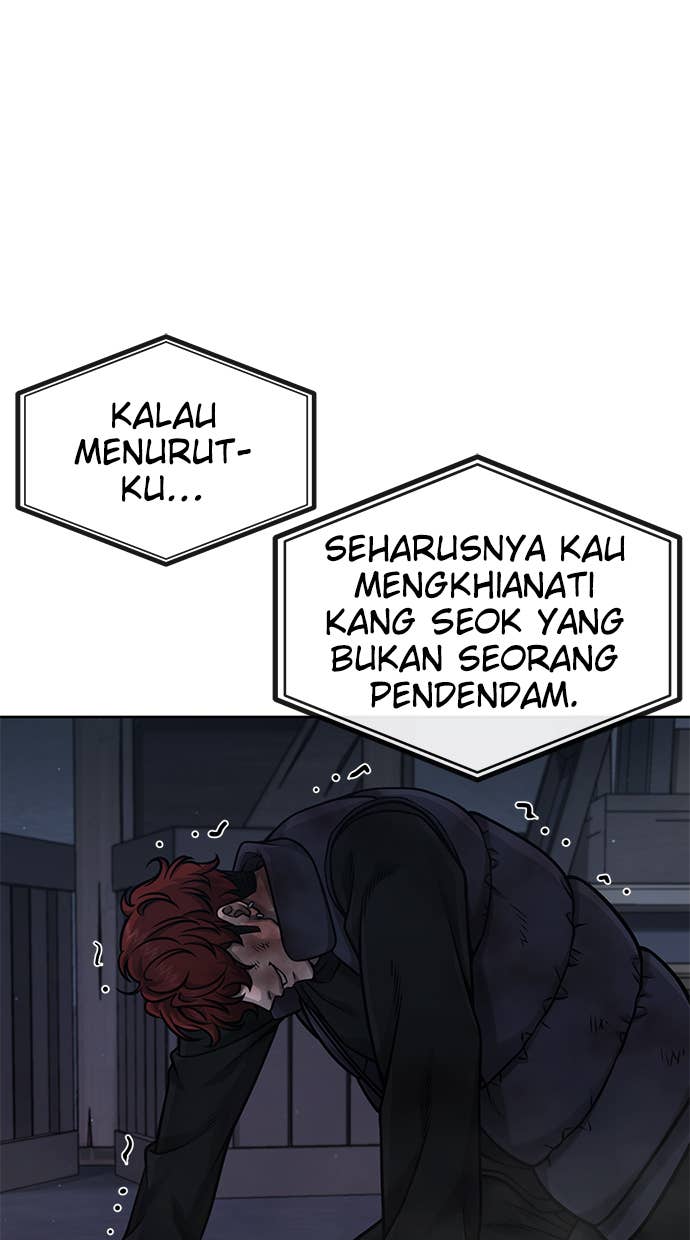 KALAU
MENURUT-
KU...
SEHARUSNYA KAU
MENGKHIANATI
KANG SEOK YANG
BUKAN SEORANG
PENDENDAM.